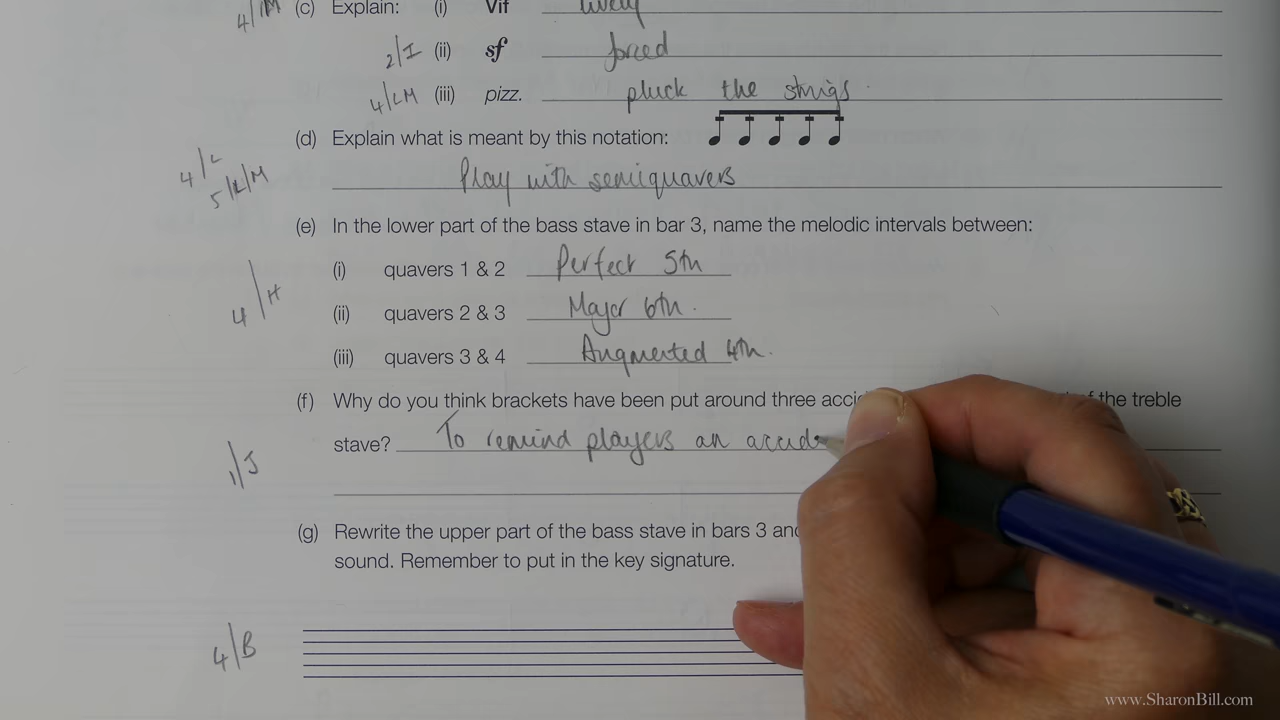 4/M (c) Explain: (i) Vif lively
2/I (ii) sf forced
4/LM (iii) pizz. pluck the strigs.
(d) Explain what is meant by this notation:
4/L
5/K/M Play with semiquavers
(e) In the lower part of the bass stave in bar 3, name the melodic intervals between:
(i) quavers 1 & 2 Perfect 5th
4/H (ii) quavers 2 & 3 Major 6th.
(iii) quavers 3 & 4 Augmented 4th.
(f) Why do you think brackets have been put around three of the treble
1/J stave? To remind players an accid
(g) Rewrite the upper part of the bass stave in bars 3
sound. Remember to put in the key signature.
4/B
www.SharonBill.com